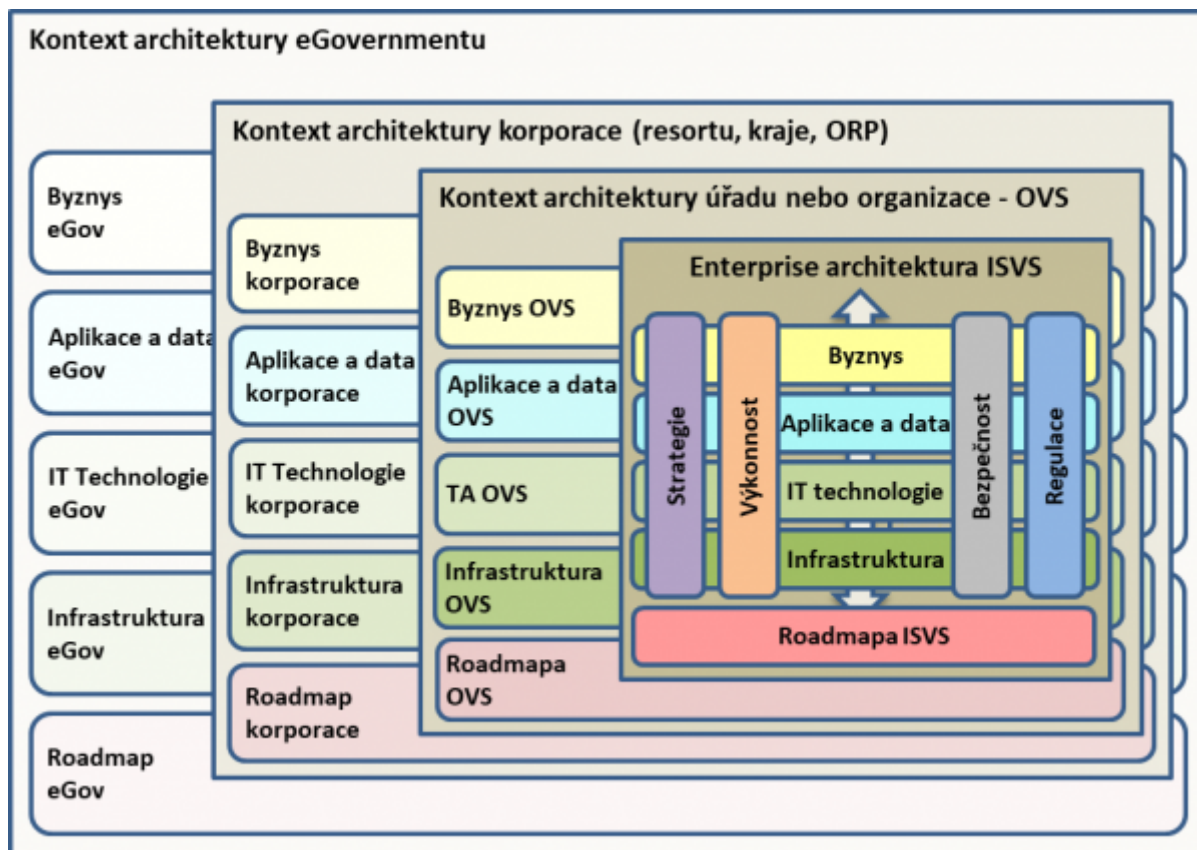 Kontext architektury eGovernmentu
Kontext architektury korporace (resortu, kraje, ORP)
Kontext architektury úřadu nebo organizace - OVS
Enterprise architektura ISVS
Byznys
eGov
Aplikace a data
eGov
IT Technologie
eGov
Infrastruktura
eGov
Roadmap
eGov
Byznys
korporace
Aplikace a data
korporace
IT Technologie
korporace
Infrastruktura
korporace
Roadmap
korporace
Byznys OVS
Aplikace a data
OVS
TA OVS
Infrastruktura
OVS
Roadmapa
OVS
Strategie
Výkonnost
Byznys
Aplikace a data
IT technologie
Infrastruktura
Bezpečnost
Regulace
Roadmapa ISVS